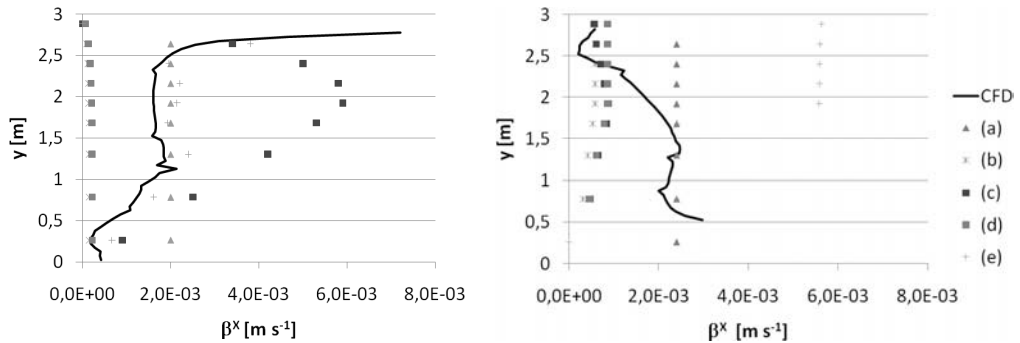 3
2,5
2
1,5
1
0,5
0
y [m]
0,0E+00 2,0E-03 4,0E-03 6,0E-03 8,0E-03
βˣ [m s⁻¹]
3
2,5
2
1,5
1
0,5
0
y [m]
0,0E+00 2,0E-03 4,0E-03 6,0E-03 8,0E-03
βˣ [m s⁻¹]
CFD
(a)
(b)
(c)
(d)
(e)